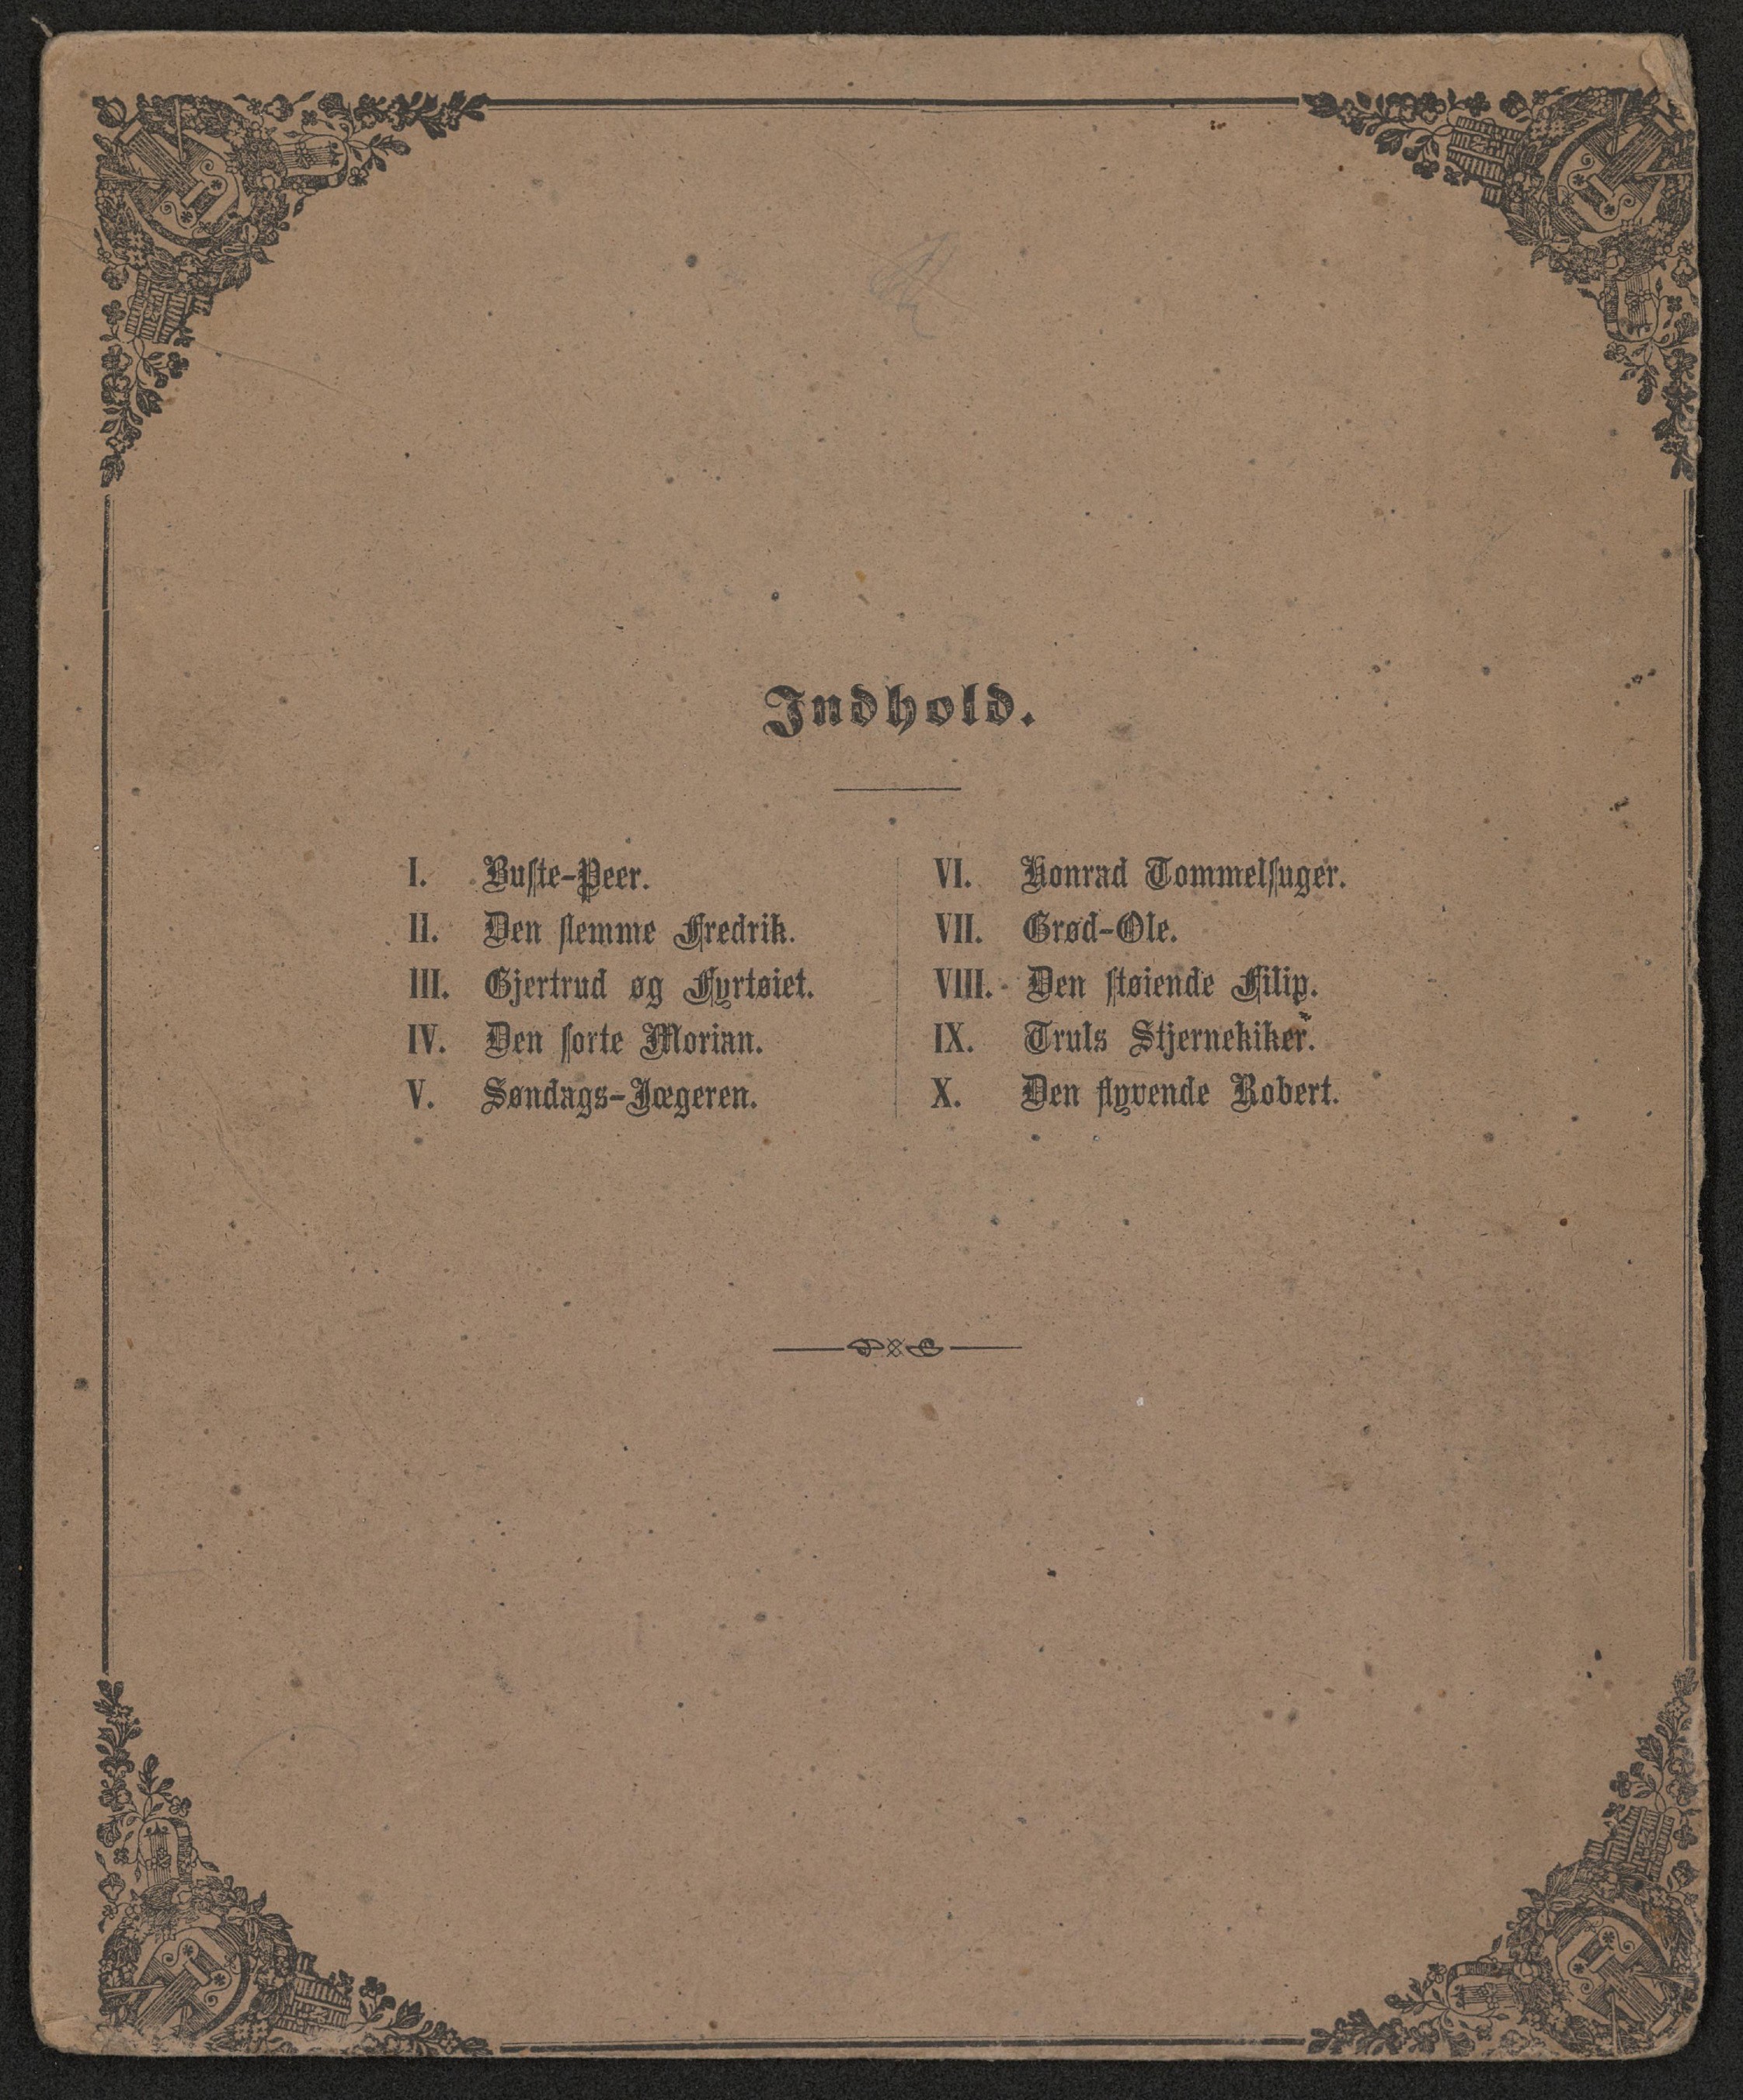 Indhold.
I. Buste-Peer.
II. Den slemme Fredrik.
III. Gjertrud og Fyrtøiet.
IV. Den sorte Morian.
V. Søndags-Jægeren.
VI. Konrad Tommelsuger.
VII. Grød-Ole.
VIII. Den støiende Filip.
IX. Truls Stjernekiker.
X. Den flyvende Robert.